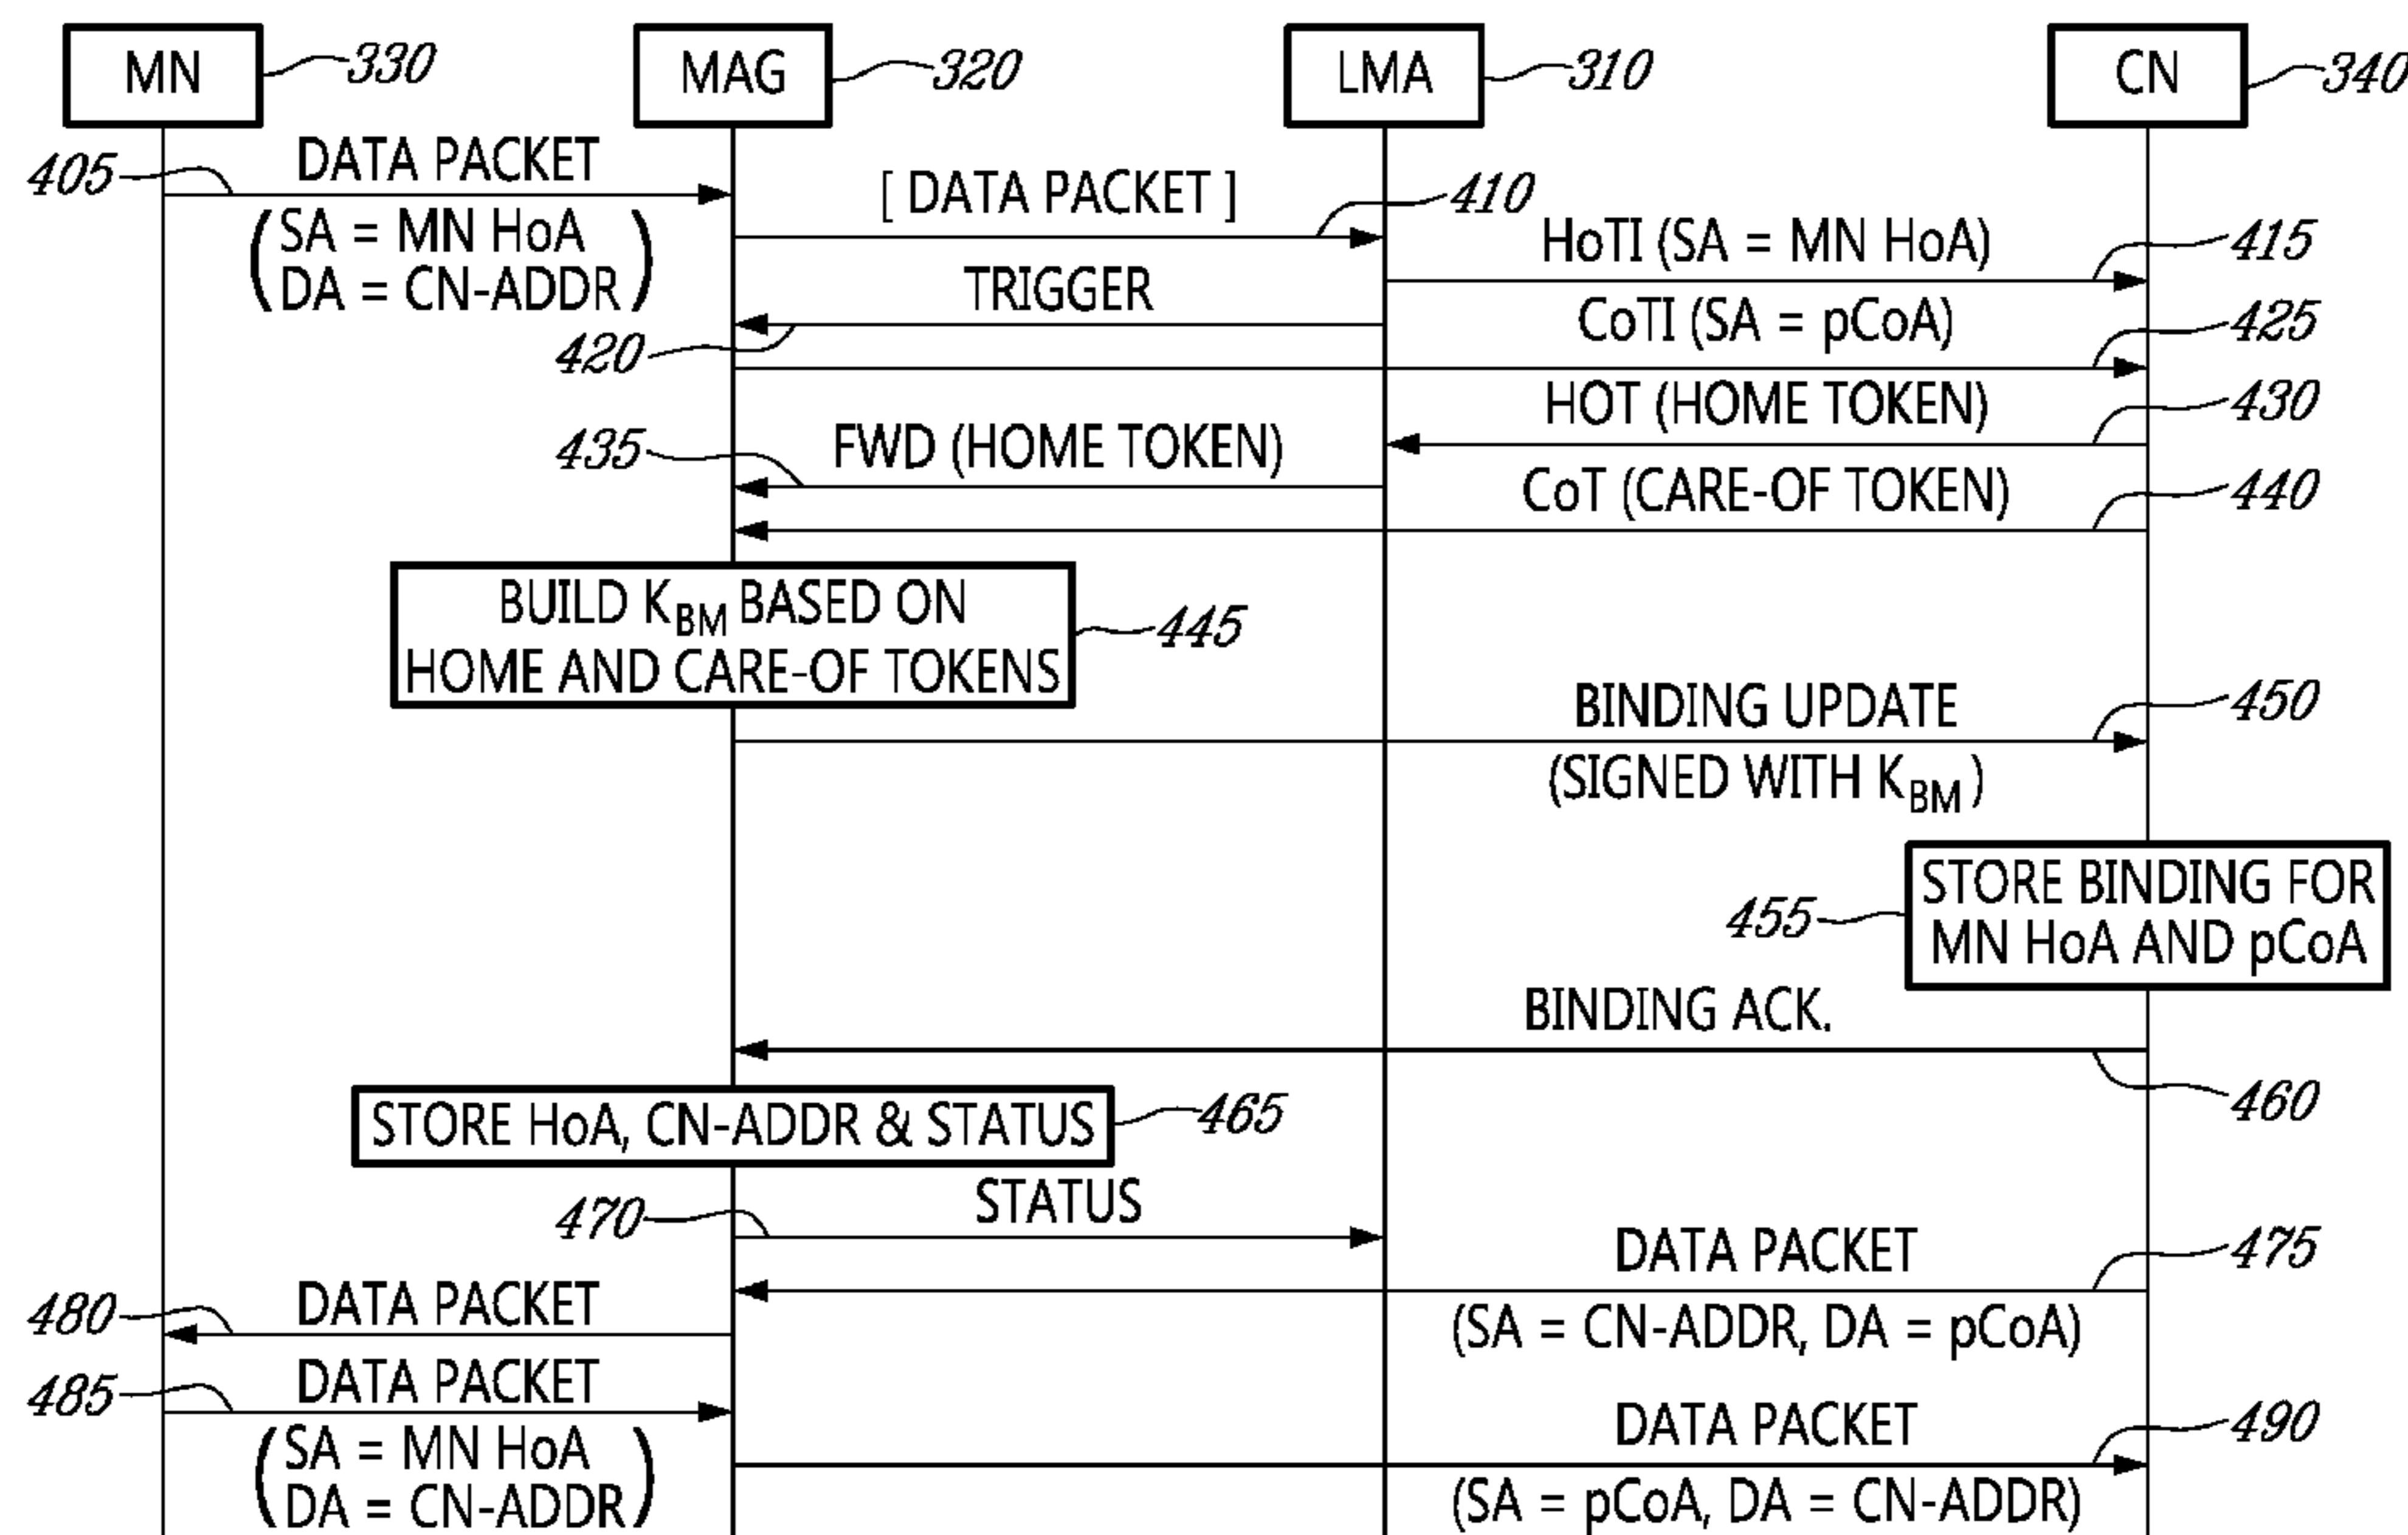 MN 330 MAG 320 LMA 310 CN 340
405 DATA PACKET
[ DATA PACKET ] 410
(SA = MN HoA
DA = CN-ADDR)
HoTI (SA = MN HoA) 415
TRIGGER
420
CoTI (SA = pCoA) 425
HOT (HOME TOKEN) 430
435 FWD (HOME TOKEN)
CoT (CARE-OF TOKEN) 440
BUILD KBM BASED ON
HOME AND CARE-OF TOKENS
445
BINDING UPDATE 450
(SIGNED WITH KBM)
STORE BINDING FOR
MN HoA AND pCoA
455
BINDING ACK.
460
STORE HoA, CN-ADDR & STATUS 465
470 STATUS
DATA PACKET 475
(SA = CN-ADDR, DA = pCoA)
480 DATA PACKET
485 DATA PACKET
(SA = MN HoA
DA = CN-ADDR)
DATA PACKET 490
(SA = pCoA, DA = CN-ADDR)